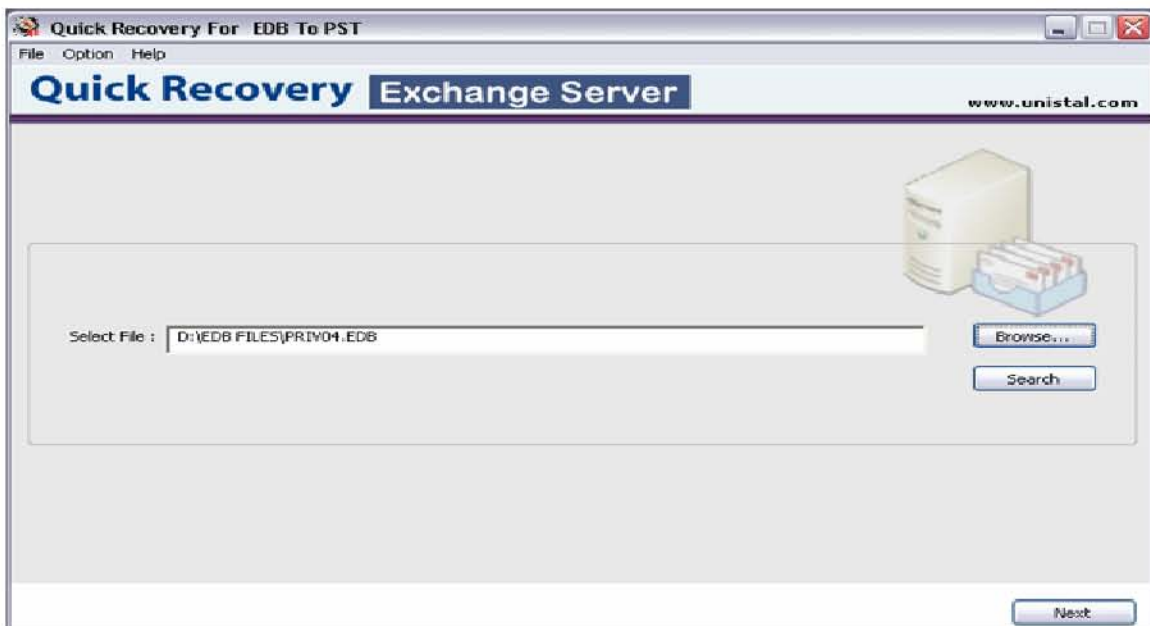 Quick Recovery For EDB To PST
File Option Help
Quick Recovery Exchange Server
www.unistal.com
Select File : D:\EDB FILES\PRIV04.EDB
Browse...
Search
Next